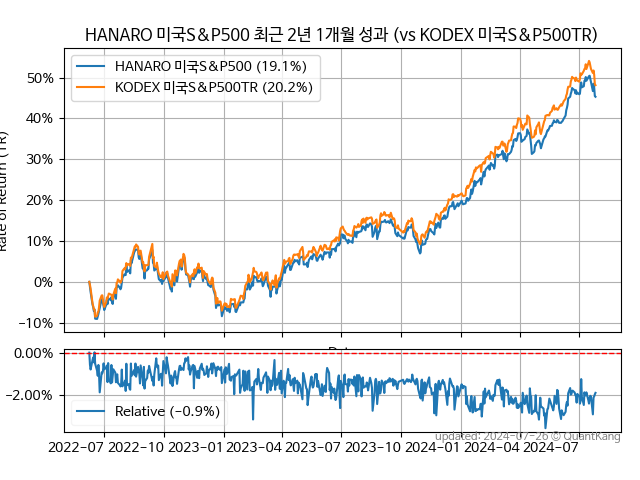 HANARO 미국S&P500 최근 2년 1개월 성과 (vs KODEX 미국S&P500TR)
HANARO 미국S&P500 (19.1%)
KODEX 미국S&P500TR (20.2%)
Rate of Return (TR)
50%
40%
30%
20%
10%
0%
−10%
0.00%
−2.00%
Relative (−0.9%)
2022-07 2022-10 2023-01 2023-04 2023-07 2023-10 2024-01 2024-04 2024-07
updated: 2024-07-26 © QuantKang